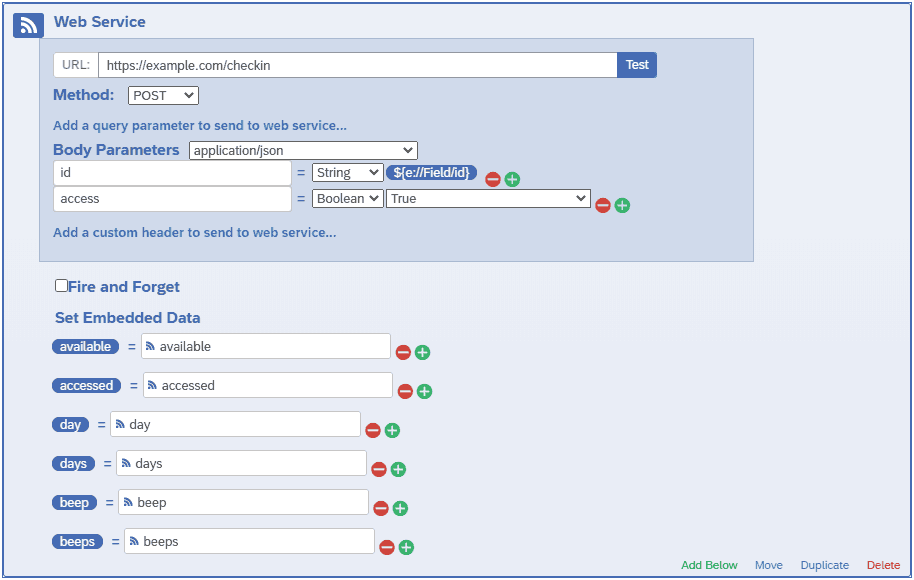 Web Service
URL: https://example.com/checkin Test
Method: POST
Add a query parameter to send to web service...
Body Parameters application/json
id = String ${e://Field/id}
access = Boolean True
Add a custom header to send to web service...
Fire and Forget
Set Embedded Data
available = available
accessed = accessed
day = day
days = days
beep = beep
beeps = beeps
Add Below Move Duplicate Delete